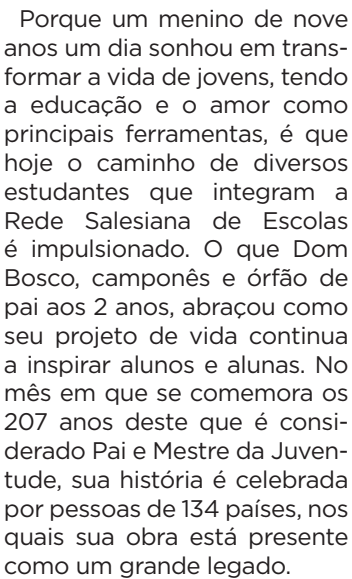 Porque um menino de nove
anos um dia sonhou em trans-
formar a vida de jovens, tendo
a educação e o amor como
principais ferramentas, é que
hoje o caminho de diversos
estudantes que integram a
Rede Salesiana de Escolas
é impulsionado. O que Dom
Bosco, camponês e órfão de
pai aos 2 anos, abraçou como
seu projeto de vida continua
a inspirar alunos e alunas. No
mês em que se comemora os
207 anos deste que é consi-
derado Pai e Mestre da Juven-
tude, sua história é celebrada
por pessoas de 134 países, nos
quais sua obra está presente
como um grande legado.